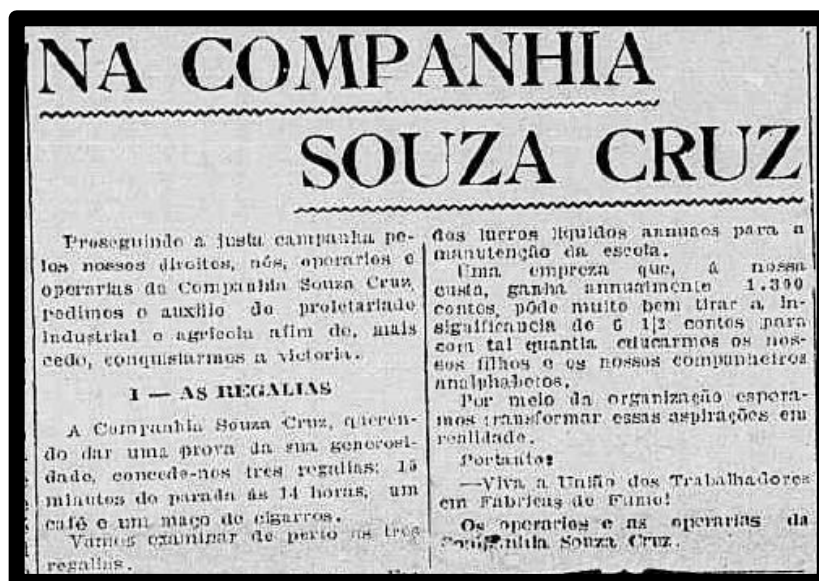 NA COMPANHIA
SOUZA CRUZ
Proseguindo a justa campanha pe-
los nossos direitos, nós, operarios e
operarias da Companhia Souza Cruz,
pedimos o auxilio do proletariado
industrial e agricola afim de, mais
cedo, conquistarmos a victoria.
I — AS REGALIAS
A Companhia Souza Cruz, queren-
do dar uma prova da sua generosi-
dade, concede-nos tres regalias: 15
minutos de parada ás 14 horas, um
café e um maço de cigarros.
Vamos examinar de perto as tres
regalias.
dos lucros liquidos annuaes para a
manutenção da escola.
Uma empreza que, á nossa
custa, ganha annualmente 1.300
contos, póde muito bem tirar a in-
significancia de 6 1|2 contos para
com tal quantia educarmos os nos-
sos filhos e os nossos companheiros
analphabetos.
Por meio da organização espera-
mos transformar essas aspirações em
realidade.
Portanto:
—Viva a União dos Trabalhadores
em Fabricas de Fumo!
Os operarios e as operarias da
Companhia Souza Cruz.